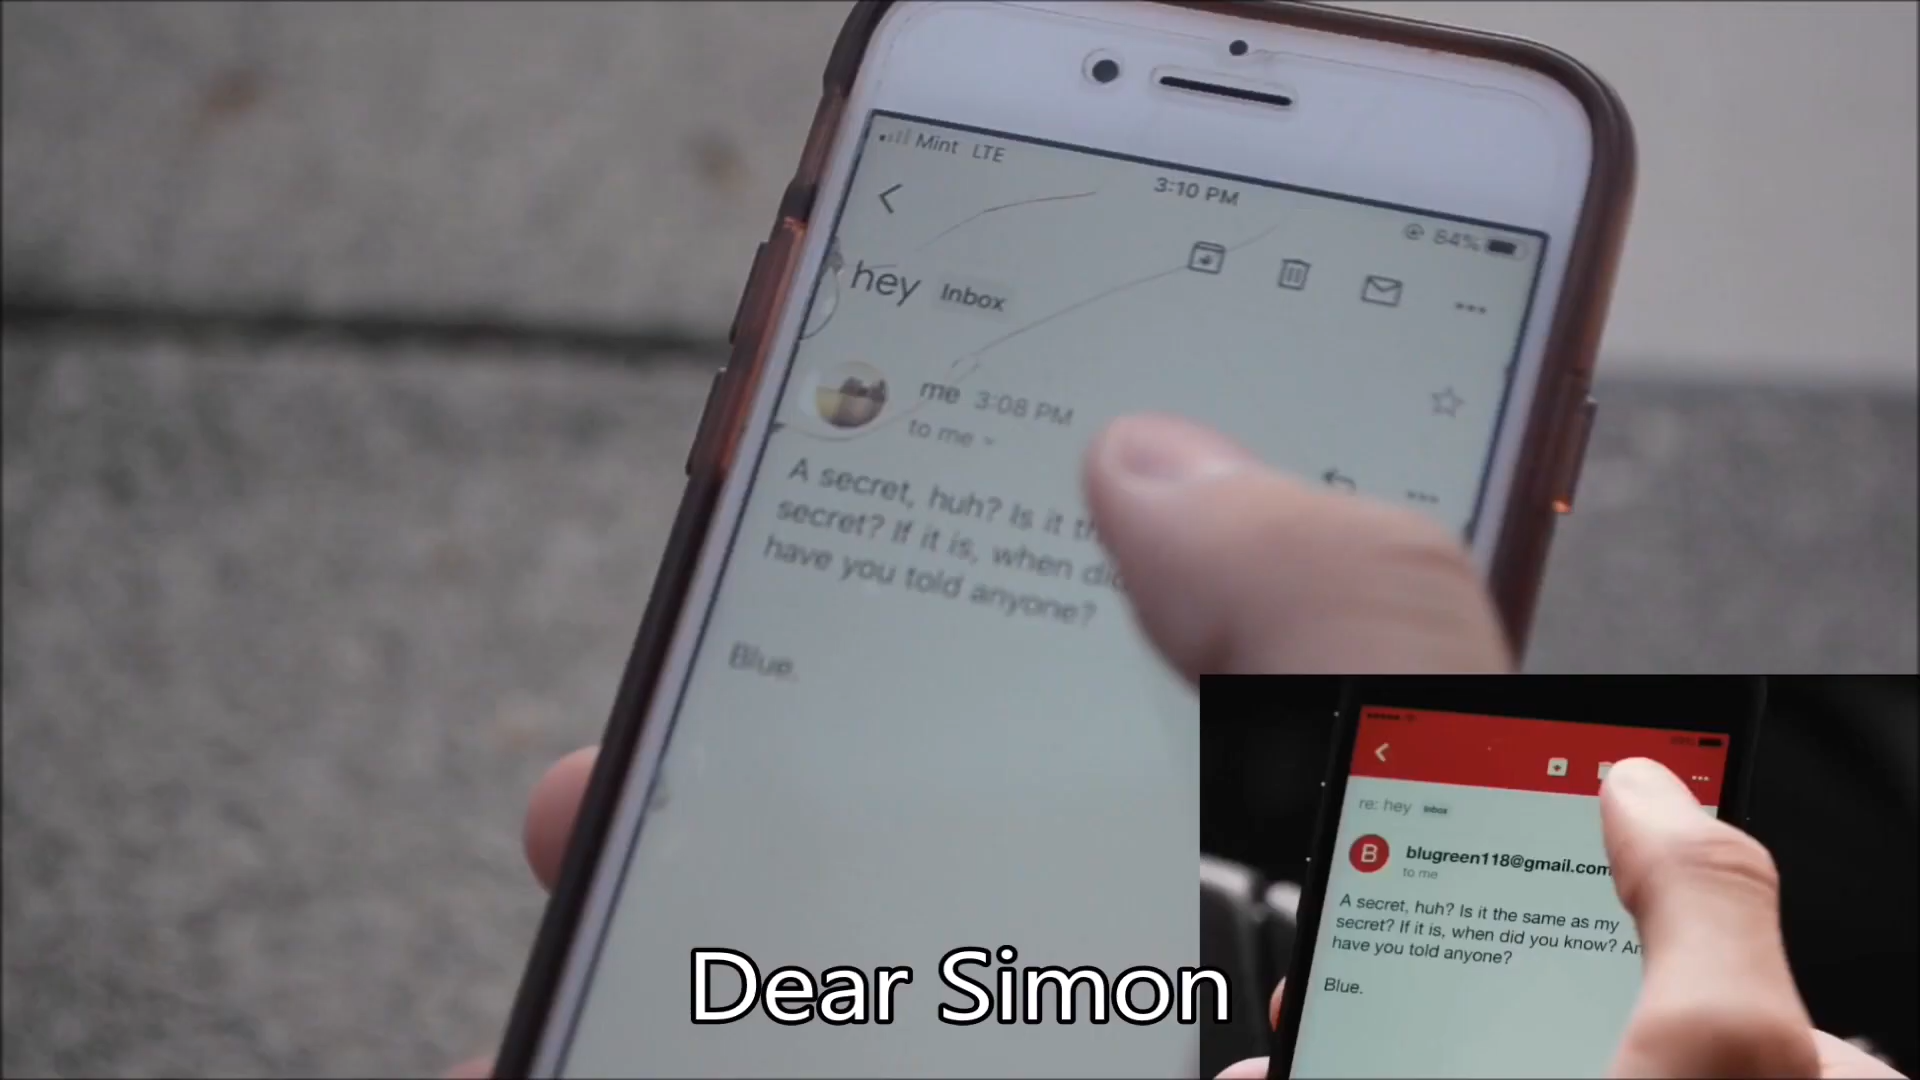 Mint LTE
3:10 PM
84%
hey Inbox
me 3:08 PM
to me
A secret, huh? Is it
secret? If it is, when did
have you told anyone?
Blue.
Dear Simon
re: hey Inbox
B
blugreen118@gmail.com
to me
A secret, huh? Is it the same as my
secret? If it is, when did you know?
have you told anyone?
Blue.